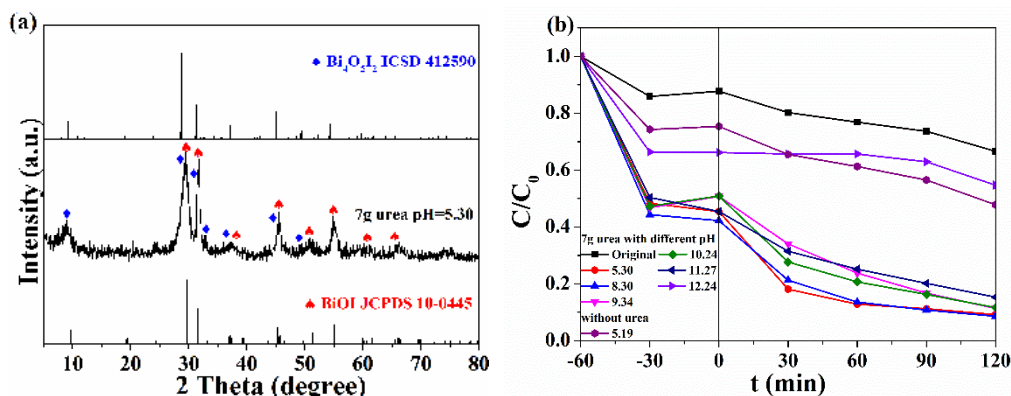 (a)
Bi₄O₅I₂ ICSD 412590
7g urea pH=5.30
BiOI JCPDS 10-0445
Intensity (a.u.)
10 20 30 40 50 60 70 80
2 Theta (degree)
(b)
1.0
0.8
0.6
0.4
0.2
0.0
C/C₀
7g urea with different pH
Original 10.24
5.30 11.27
8.30 12.24
9.34
without urea
5.19
-60 -30 0 30 60 90 120
t (min)